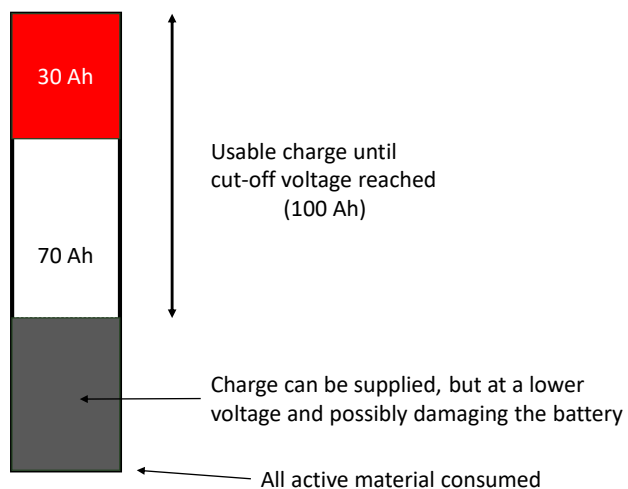 30 Ah
Usable charge until
cut-off voltage reached
(100 Ah)
70 Ah
Charge can be supplied, but at a lower
voltage and possibly damaging the battery
All active material consumed